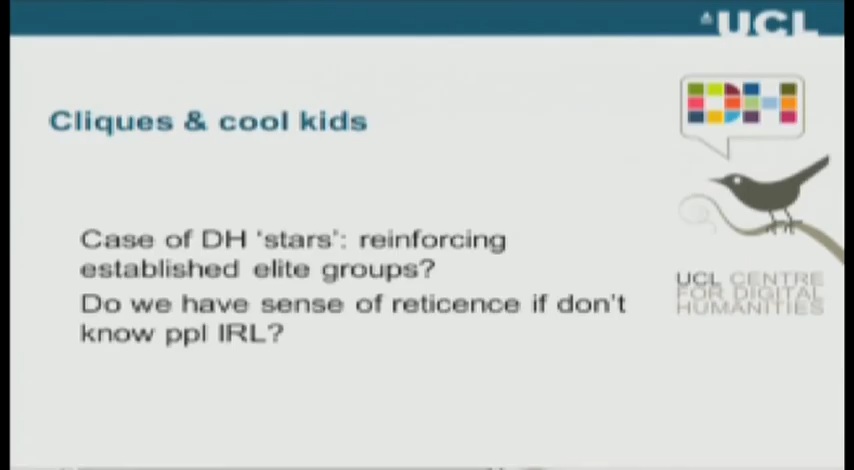 UCL
Cliques & cool kids
DH
Case of DH ‘stars’: reinforcing
established elite groups?
Do we have sense of reticence if don’t
know ppl IRL?
UCL CENTRE
FOR DIGITAL
HUMANITIES